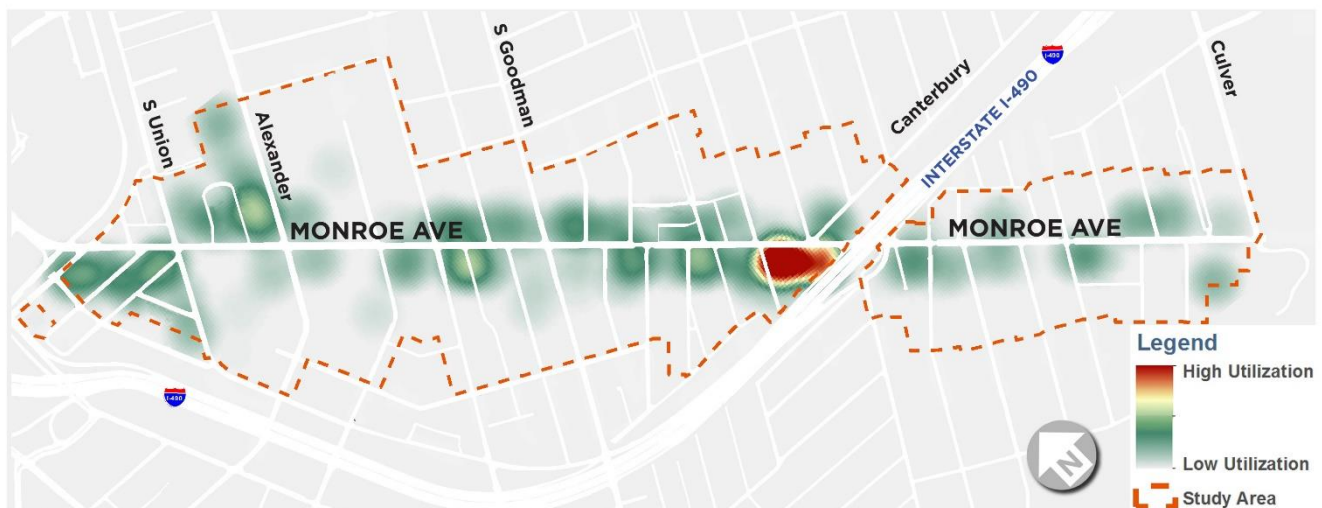 S Union
Alexander
S Goodman
Canterbury
INTERSTATE I-490
I-490
Culver
MONROE AVE
MONROE AVE
I-490
N
Legend
High Utilization
Low Utilization
Study Area